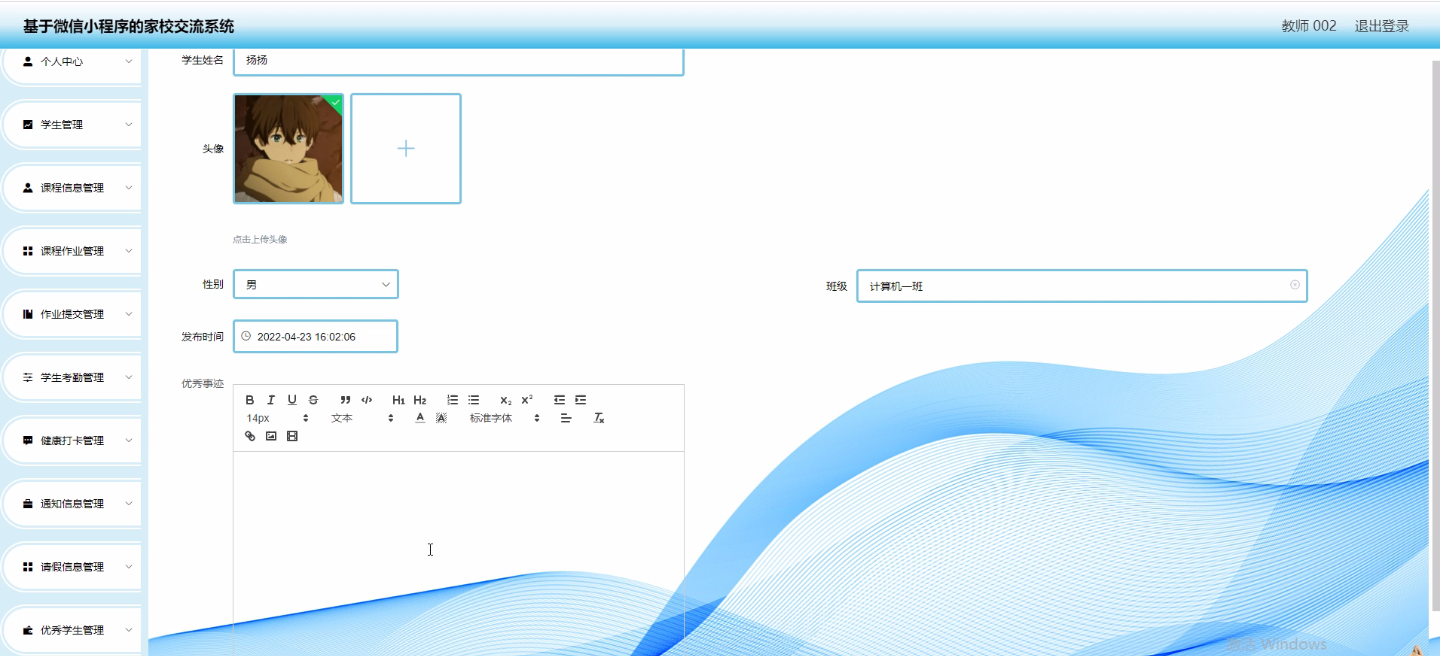 基于微信小程序的家校交流系统
教师 002 退出登录
个人中心
学生管理
课程信息管理
课程作业管理
作业提交管理
学生考勤管理
健康打卡管理
通知信息管理
请假信息管理
优秀学生管理
学生姓名 扬扬
头像
点击上传头像
性别 男
班级 计算机一班
发布时间 2022-04-23 16:02:06
优秀事迹
B I U S H1 H2 X2 X2
14px 文本 A A 标准字体 Tx
激活 Windows